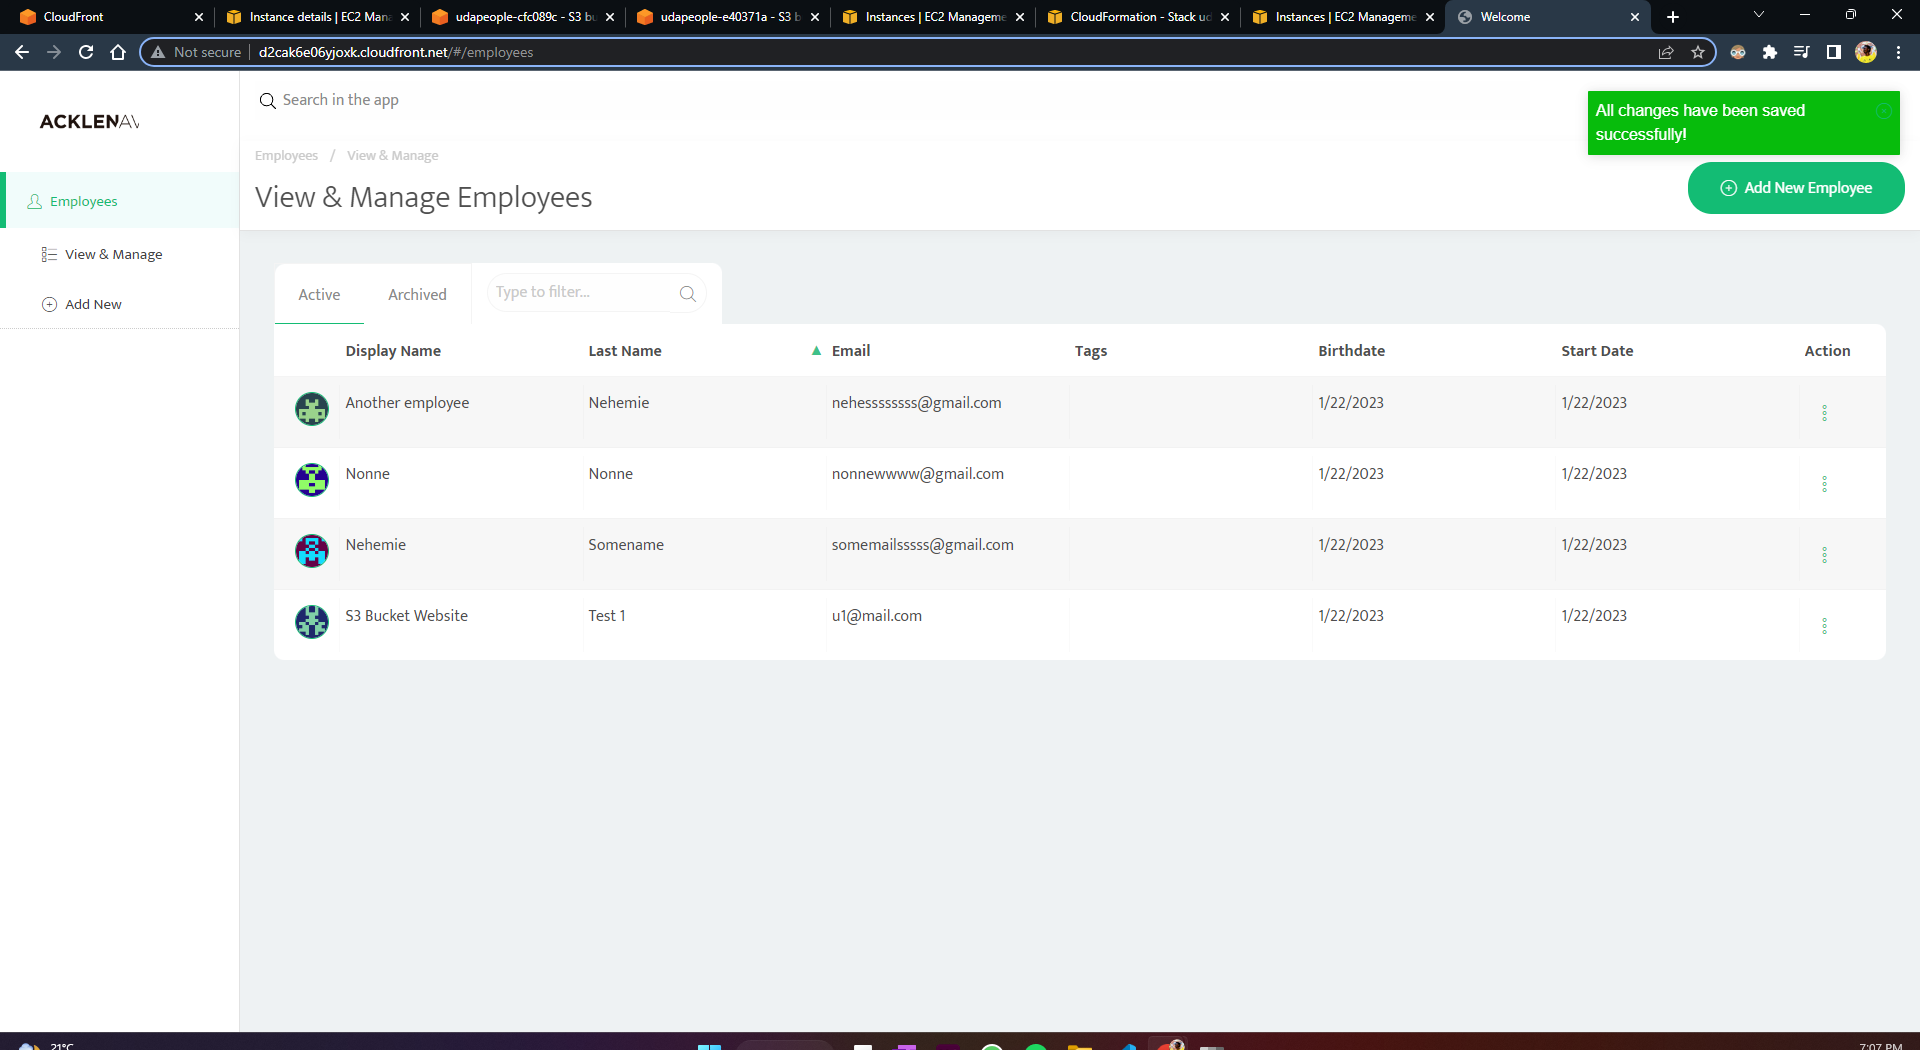 CloudFront
Instance details | EC2 Mana
udapeople-cfc089c - S3 bu
udapeople-e40371a - S3 b
Instances | EC2 Manageme
CloudFormation - Stack ud
Instances | EC2 Manageme
Welcome
Not secure
d2cak6e06yjoxk.cloudfront.net/#/employees
ACKLENAV
Search in the app
All changes have been saved
successfully!
Employees / View & Manage
View & Manage Employees
Add New Employee
Employees
View & Manage
Add New
Active
Archived
Type to filter...
Display Name Last Name Email Tags Birthdate Start Date Action
Another employee Nehemie nehessssssss@gmail.com 1/22/2023 1/22/2023
Nonne Nonne nonnewwww@gmail.com 1/22/2023 1/22/2023
Nehemie Somename somemailsssss@gmail.com 1/22/2023 1/22/2023
S3 Bucket Website Test 1 u1@mail.com 1/22/2023 1/22/2023
21°C
7:07 PM